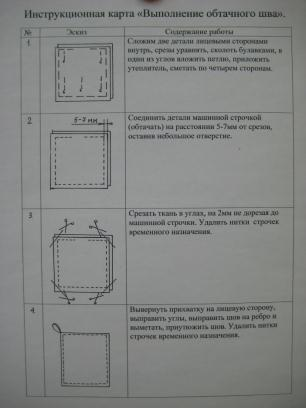 Инструкционная карта «Выполнение обтачного шва».
№ Эскиз Содержание работы
1. Сложим две детали лицевыми сторонами
внутрь, срезы уравнять, сколоть булавками, в
один из углов вложить петлю, приложить
утеплитель, сметать по четырем сторонам.
2 Соединить детали машинной строчкой
5-7 мм (обтачать) на расстоянии 5-7мм от срезов,
оставив небольшое отверстие.
3. Срезать ткань в углах, на 2мм не дорезая до
машинной строчки. Удалить нитки строчек
временного назначения.
4. Вывернуть прихватку на лицевую сторону,
выправить углы, выправить шов на ребро и
выметать, приутюжить шов. Удалить нитки
строчек временного назначения.